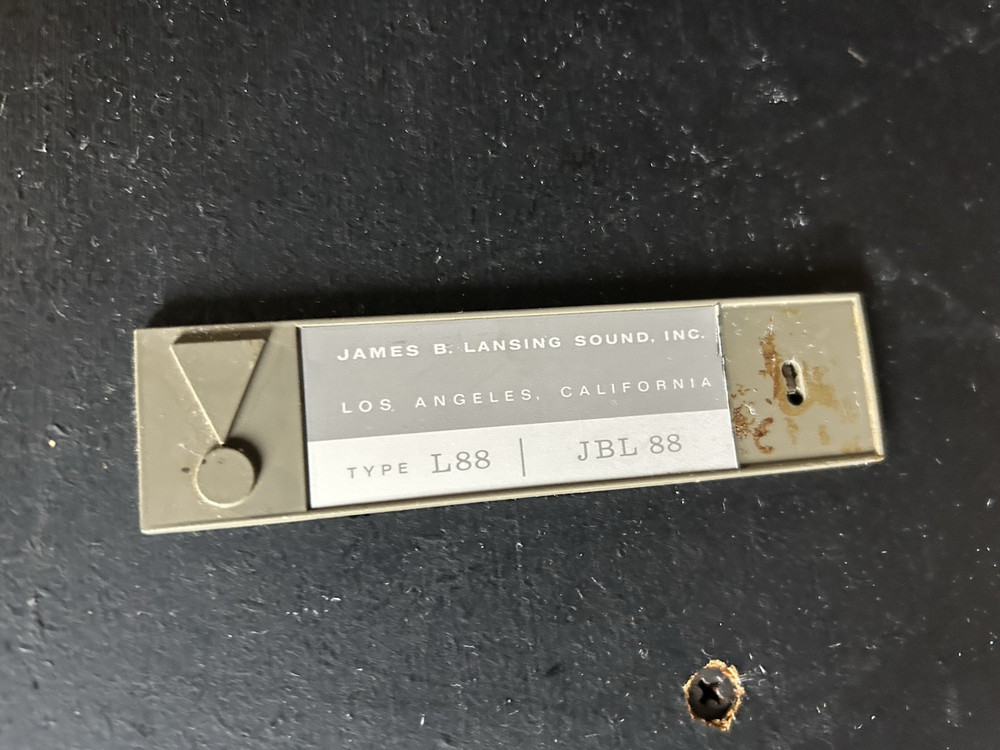 JAMES B. LANSING SOUND, INC.
LOS ANGELES, CALIFORNIA
TYPE L88 | JBL 88